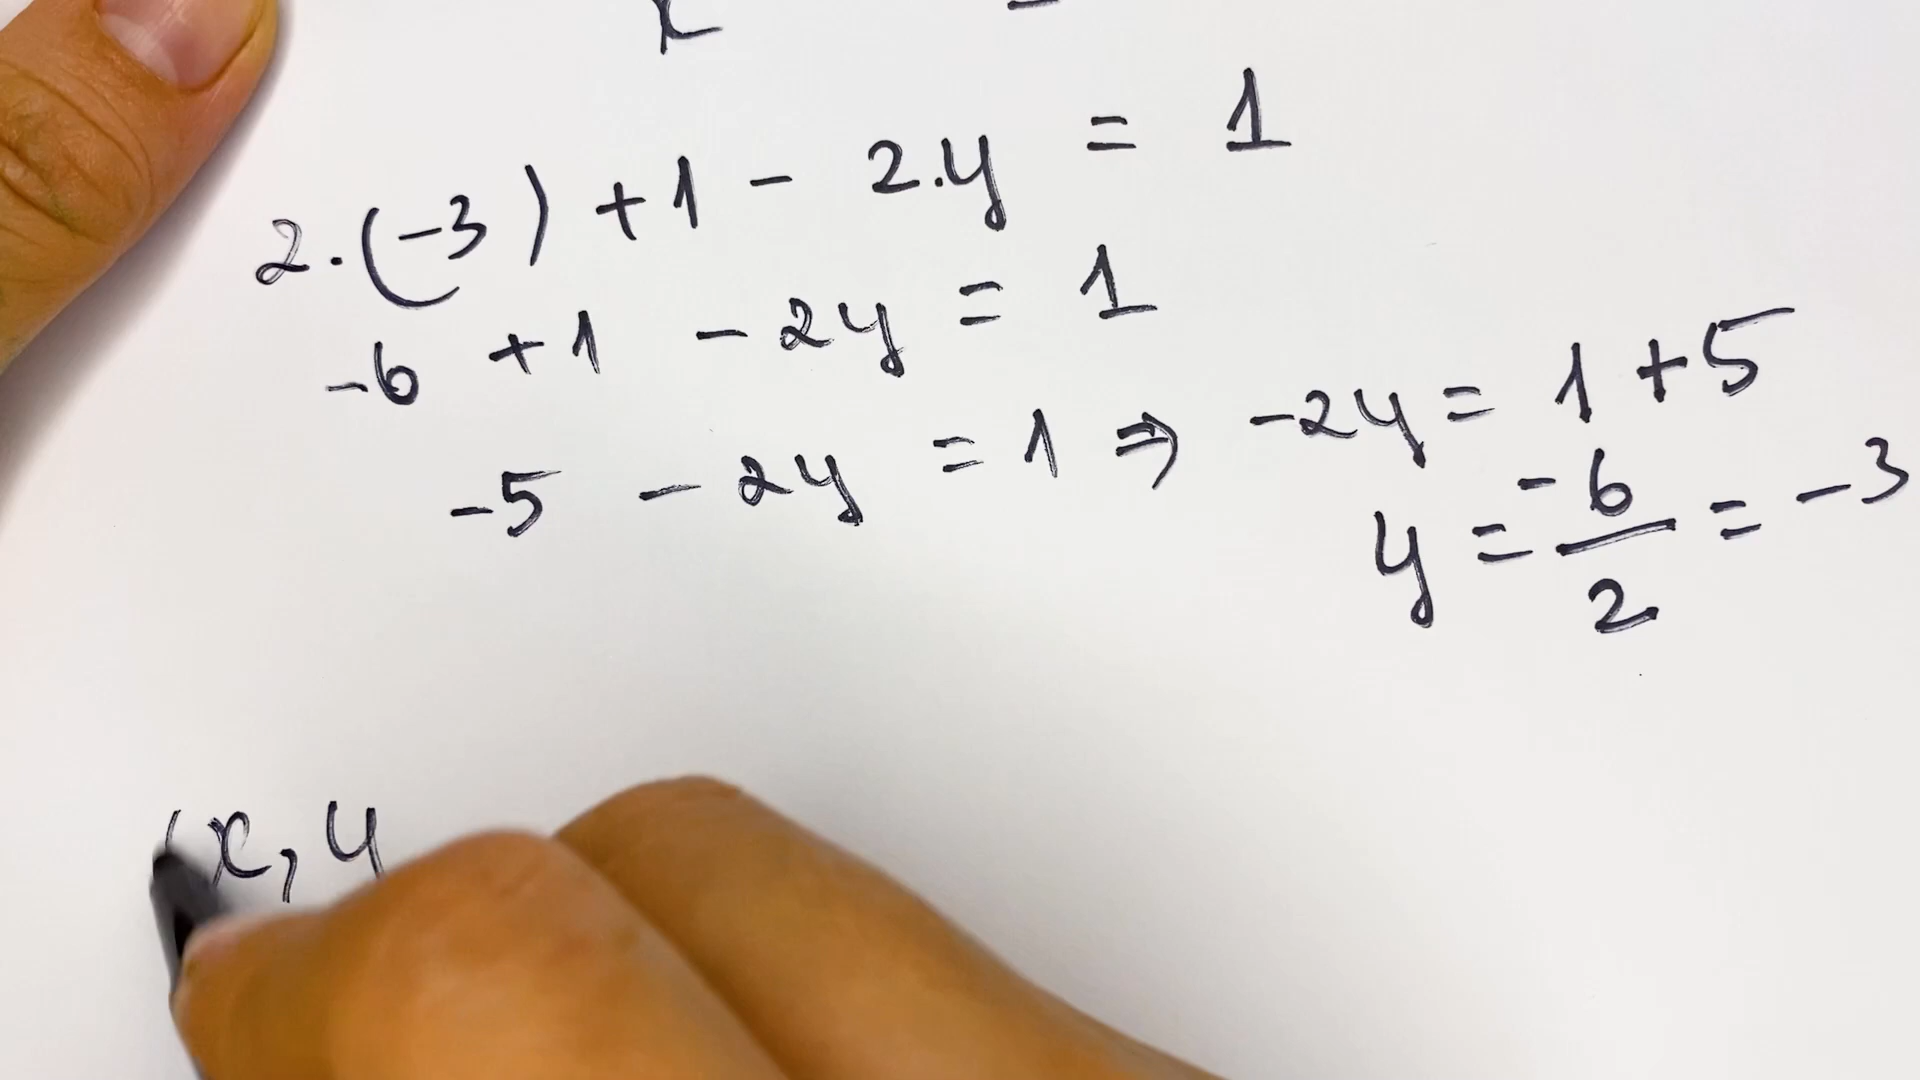 x =
2.(-3) + 1 - 2.y = 1
-6 + 1 - 2y = 1
-5 - 2y = 1 ⇒ -2y = 1 + 5
y = -6/2 = -3
(x, y